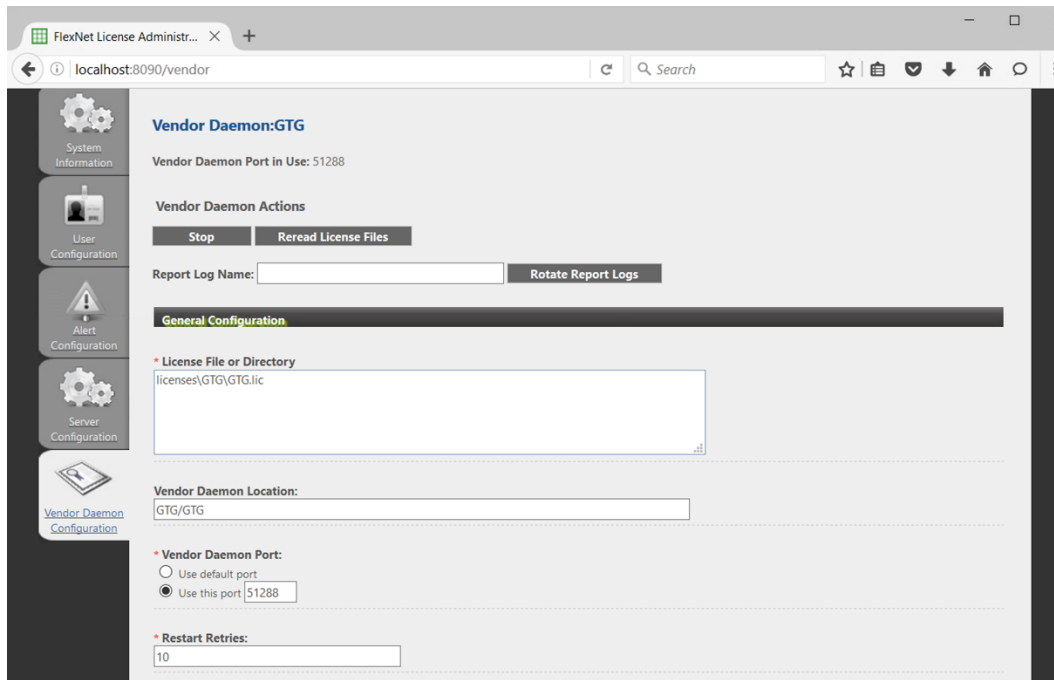 FlexNet License Administr...
localhost:8090/vendor
Search
System
Information
User
Configuration
Alert
Configuration
Server
Configuration
Vendor Daemon
Configuration
Vendor Daemon:GTG
Vendor Daemon Port in Use: 51288
Vendor Daemon Actions
Stop Reread License Files
Report Log Name: Rotate Report Logs
General Configuration
* License File or Directory
licenses\GTG\GTG.lic
Vendor Daemon Location:
GTG/GTG
* Vendor Daemon Port:
Use default port
Use this port 51288
* Restart Retries:
10